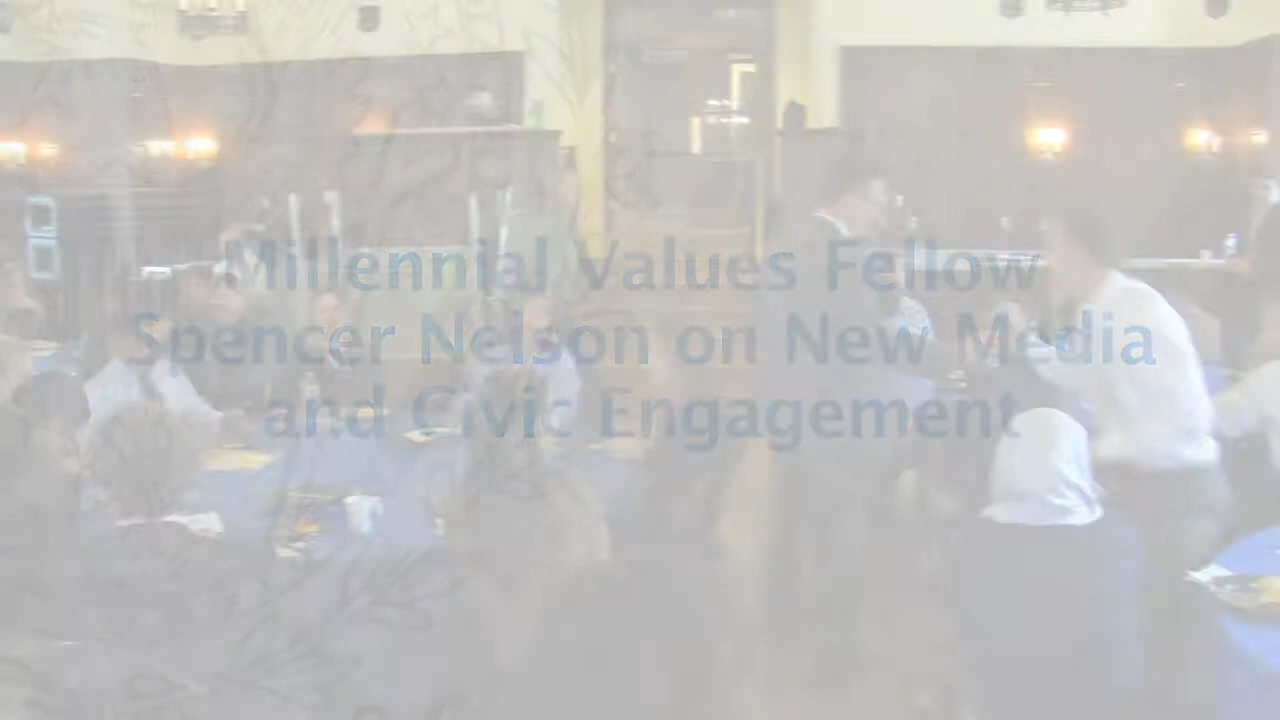 Millennial Values Fellow
Spencer Nelson on New Media
and Civic Engagement